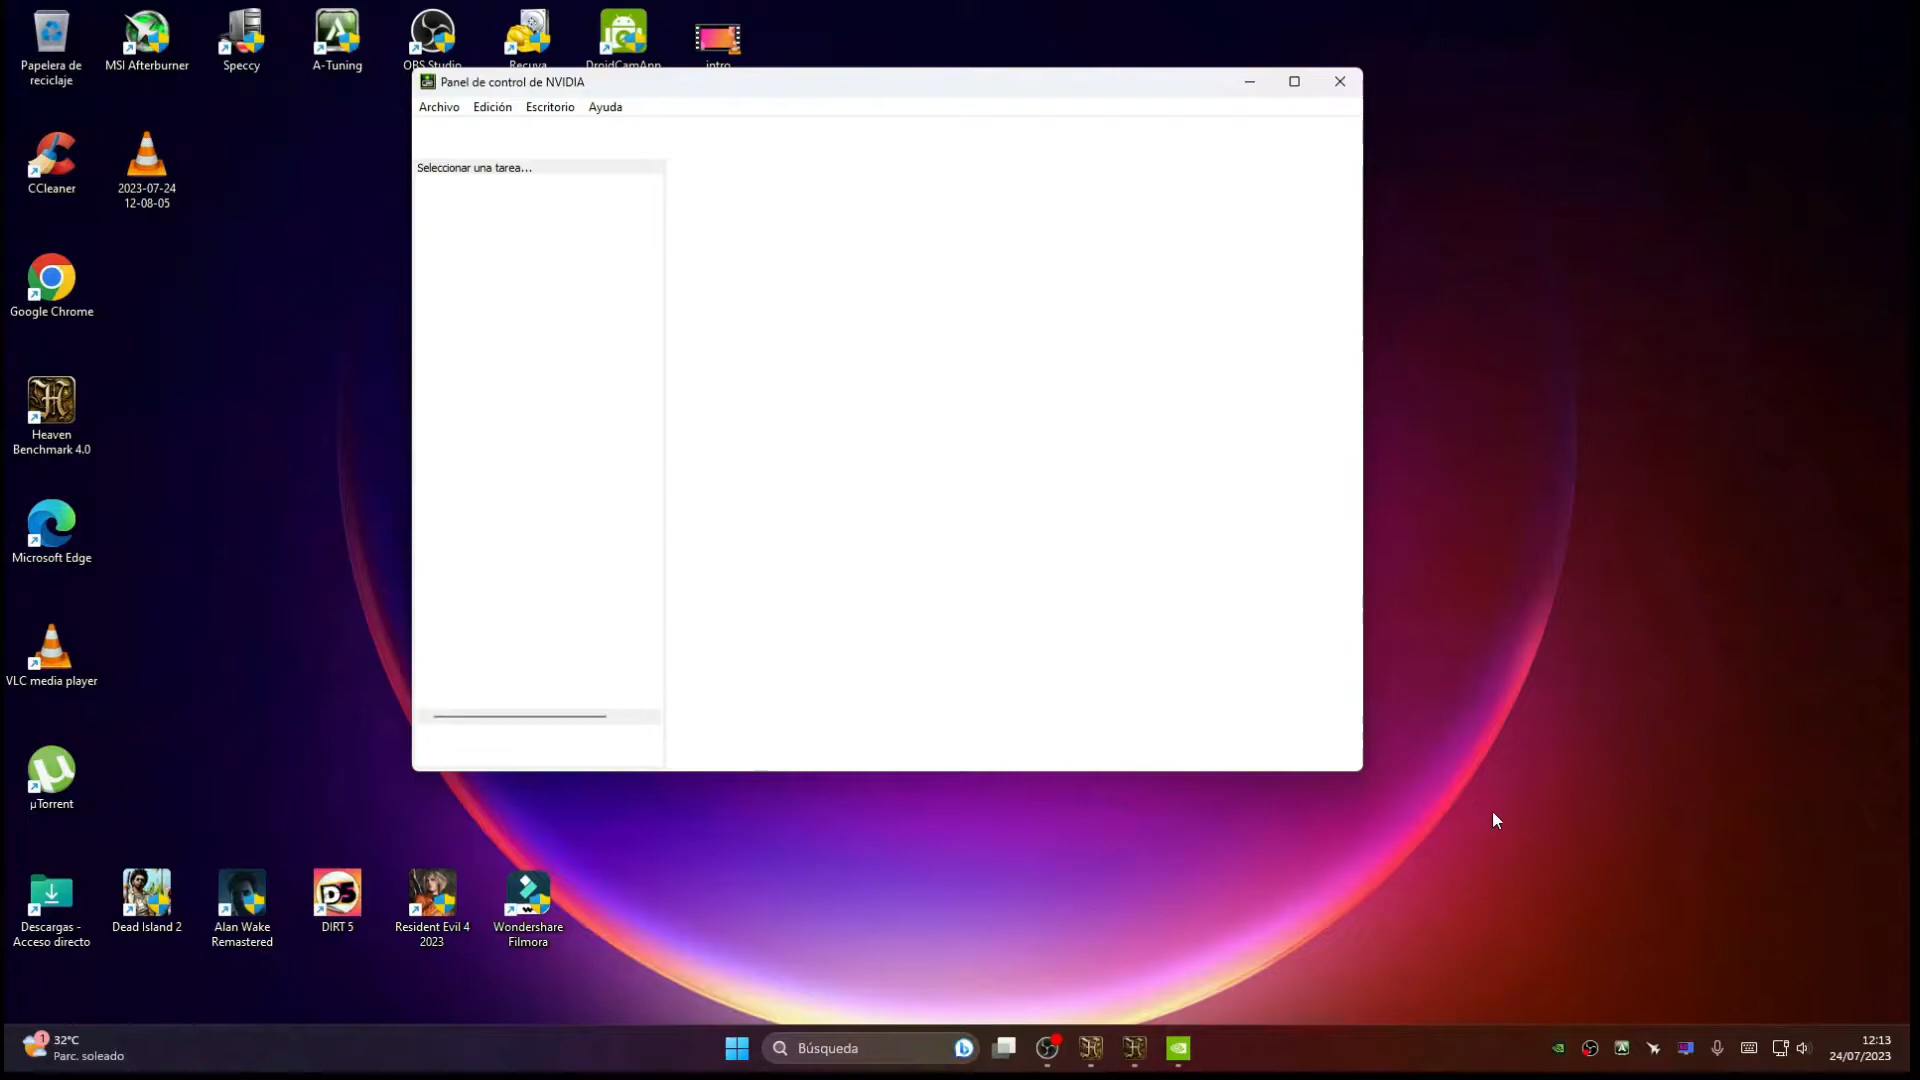 Papelera de
reciclaje
MSI Afterburner
Speccy
A-Tuning
OBS Studio
Recuva
DroidCamApp
intro
Panel de control de NVIDIA
Archivo Edición Escritorio Ayuda
Seleccionar una tarea...
CCleaner
2023-07-24
12-08-05
Google Chrome
Heaven
Benchmark 4.0
Microsoft Edge
VLC media player
µTorrent
Descargas -
Acceso directo
Dead Island 2
Alan Wake
Remastered
D5
DIRT 5
Resident Evil 4
2023
Wondershare
Filmora
1
32°C
Parc. soleado
Búsqueda
12:13
24/07/2023